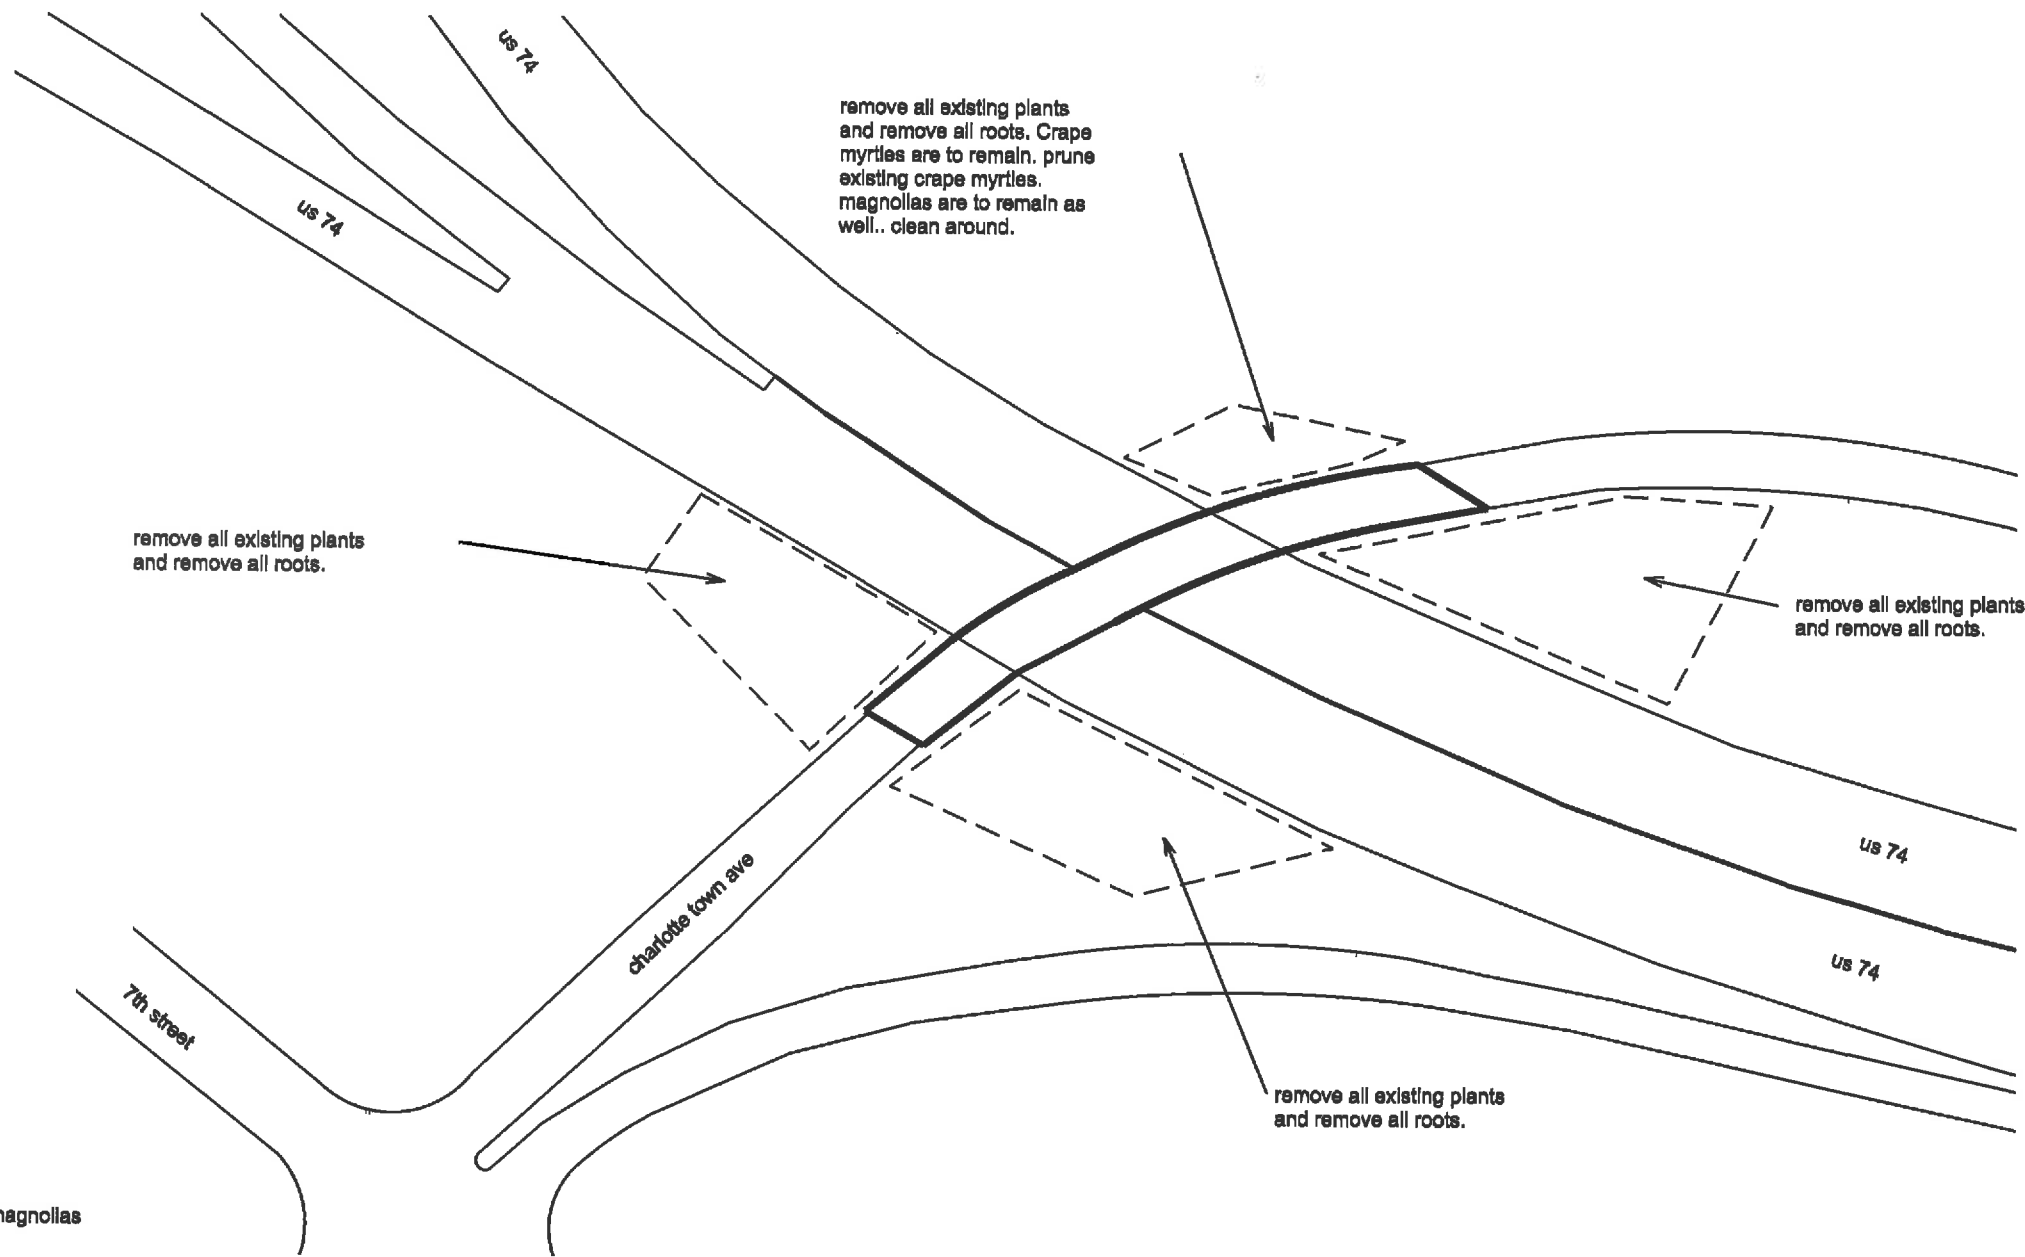 us 74
remove all existing plants
and remove all roots. Crape
myrtles are to remain. prune
existing crape myrtles.
magnolias are to remain as
well.. clean around.
us 74
remove all existing plants
and remove all roots.
remove all existing plants
and remove all roots.
us 74
charlotte town ave
us 74
7th street
remove all existing plants
and remove all roots.
nagnolias